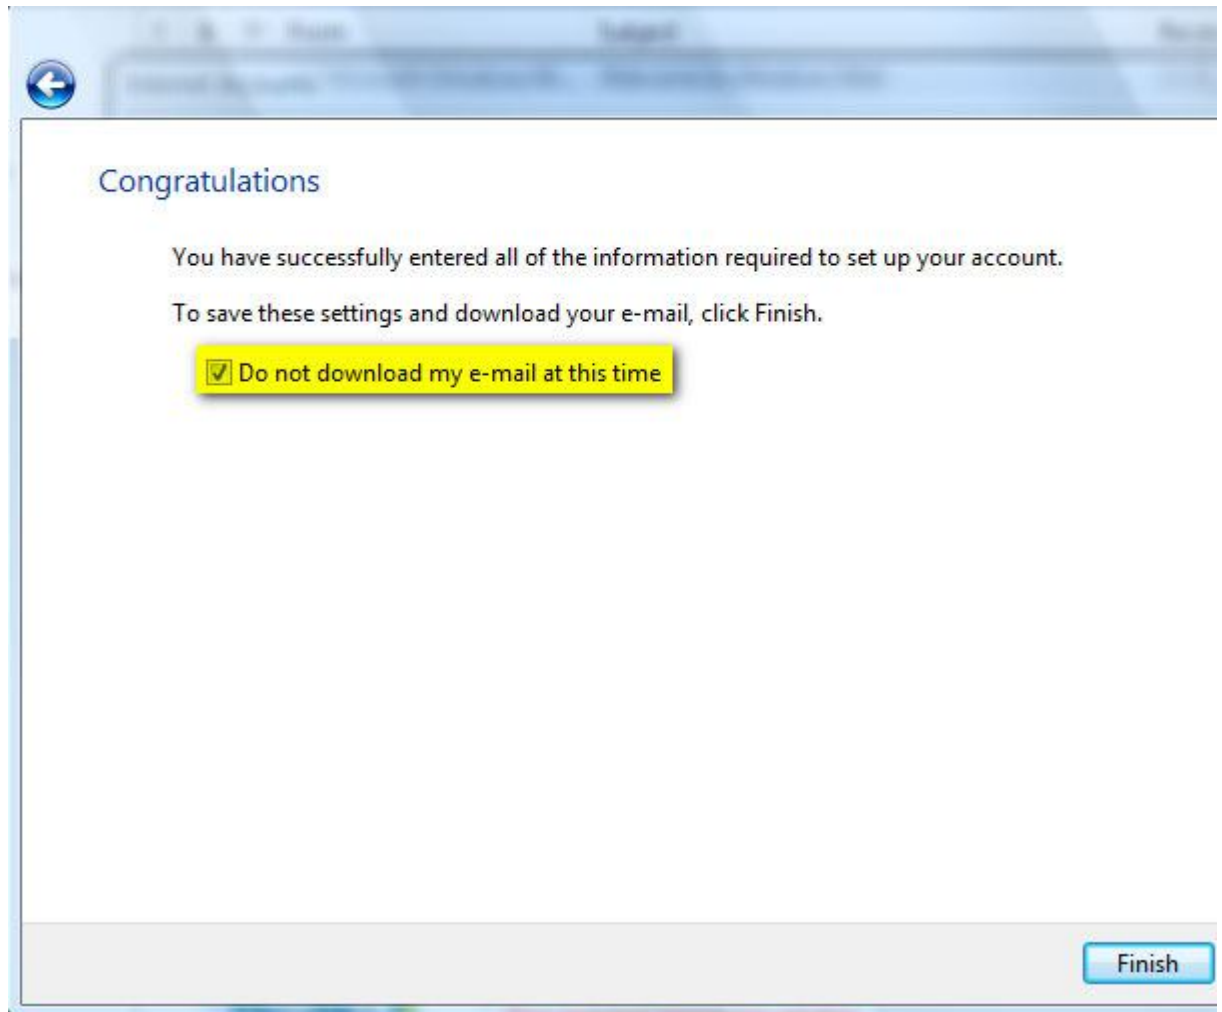 Congratulations
You have successfully entered all of the information required to set up your account.
To save these settings and download your e-mail, click Finish.
Do not download my e-mail at this time
Finish